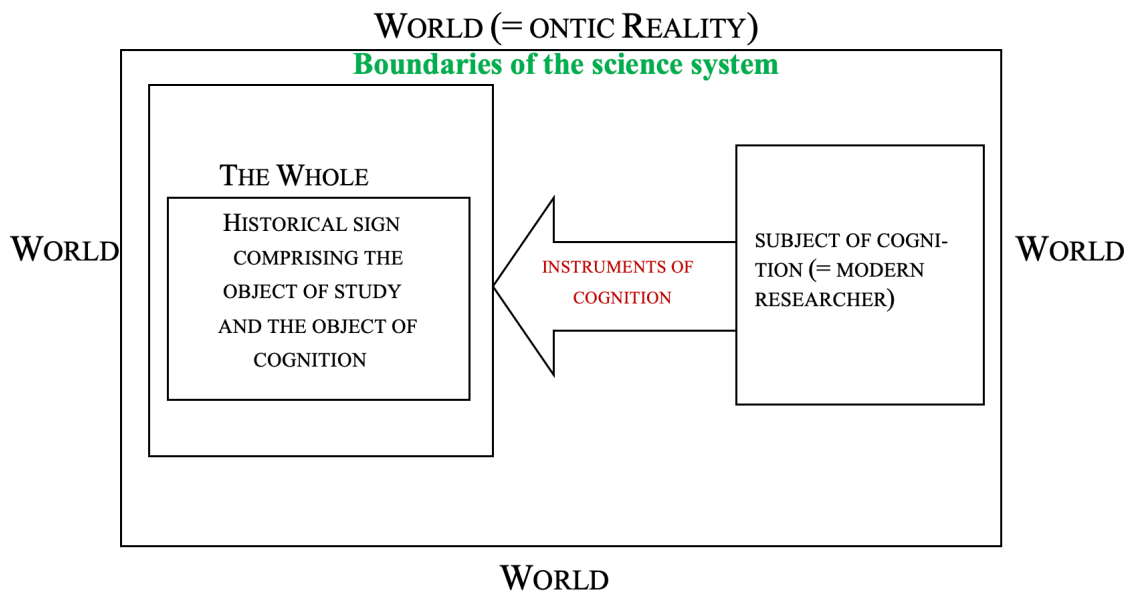 WORLD (= ONTIC REALITY)
Boundaries of the science system
THE WHOLE
HISTORICAL SIGN
COMPRISING THE
OBJECT OF STUDY
AND THE OBJECT OF
COGNITION
INSTRUMENTS OF
COGNITION
SUBJECT OF COGNI-
TION (= MODERN
RESEARCHER)
WORLD
WORLD
WORLD